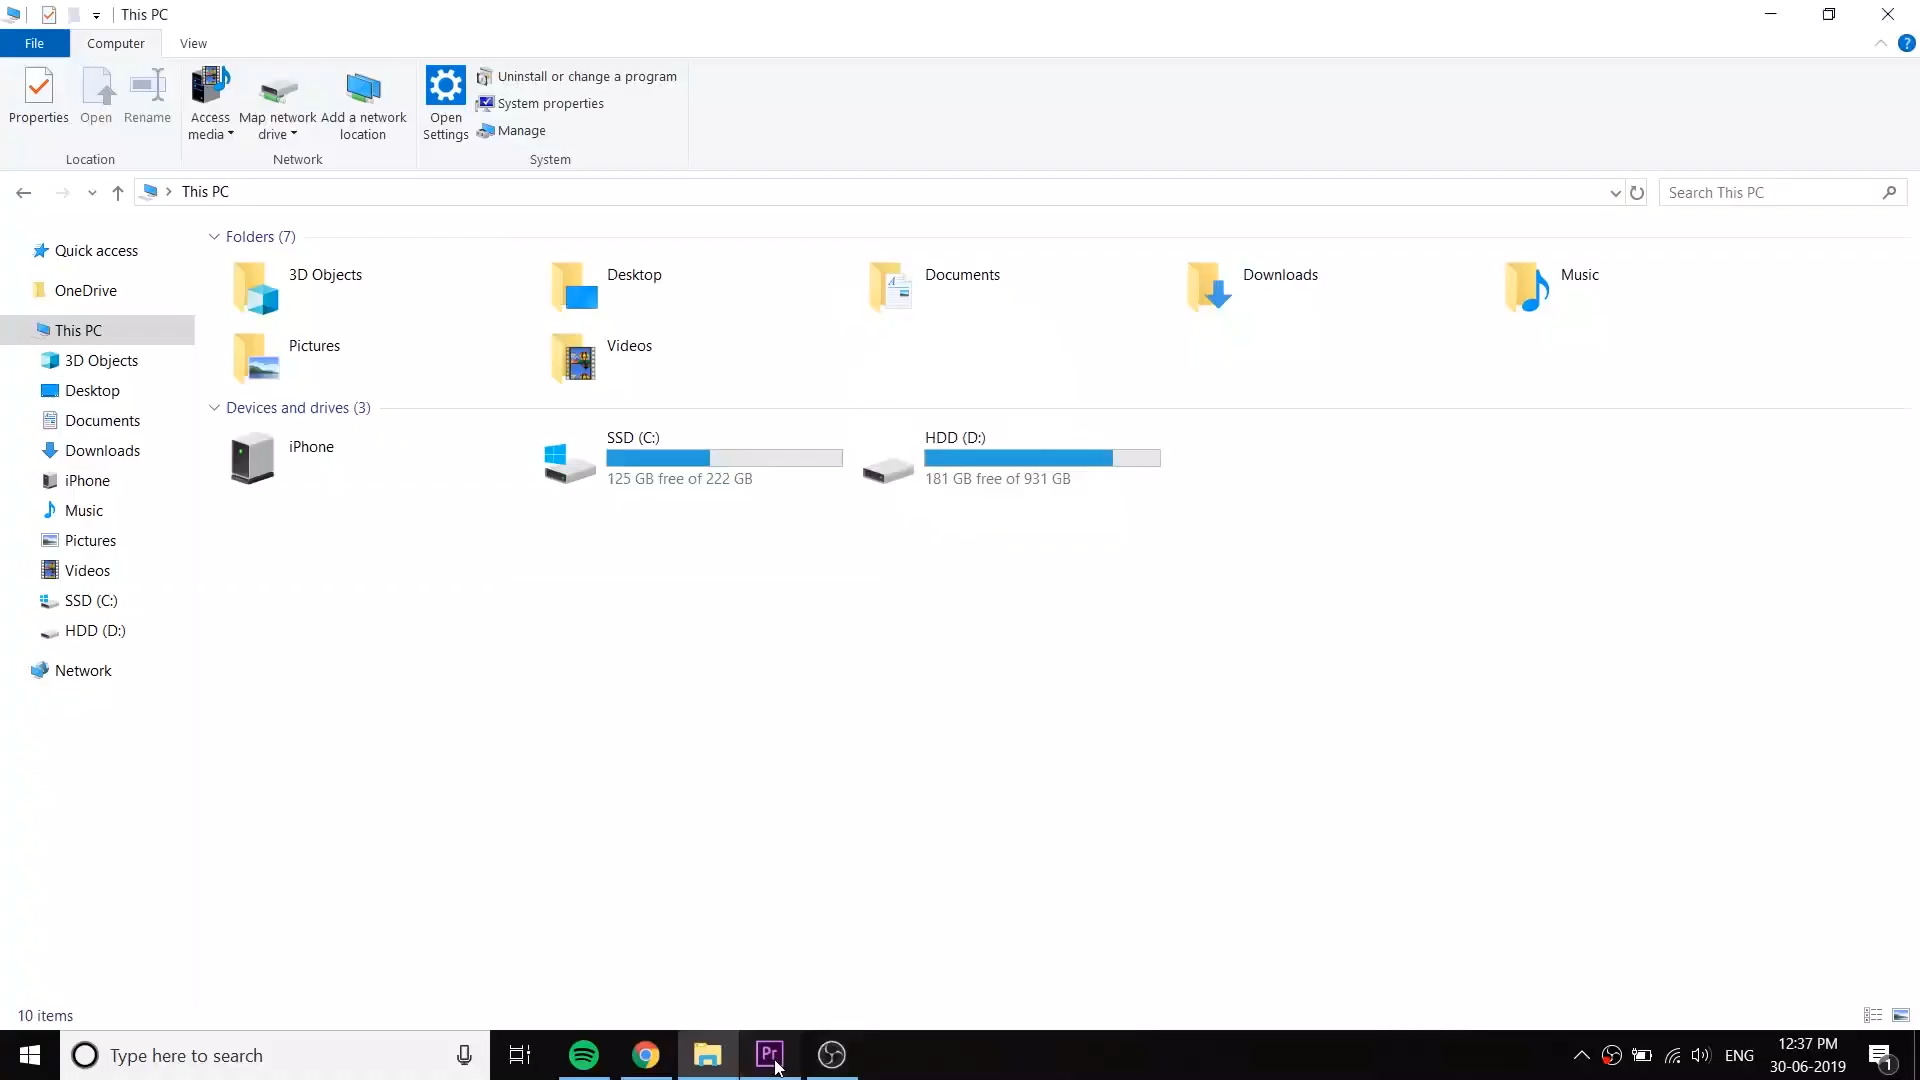 This PC
File
Computer
View
Properties
Open
Rename
Access media
Map network drive
Add a network location
Open Settings
Uninstall or change a program
System properties
Manage
Location
Network
System
This PC
Search This PC
Quick access
OneDrive
This PC
3D Objects
Desktop
Documents
Downloads
iPhone
Music
Pictures
Videos
SSD (C:)
HDD (D:)
Network
Folders (7)
3D Objects
Desktop
Documents
Downloads
Music
Pictures
Videos
Devices and drives (3)
iPhone
SSD (C:)
125 GB free of 222 GB
HDD (D:)
181 GB free of 931 GB
10 items
Type here to search
Pr
ENG
12:37 PM
30-06-2019
1